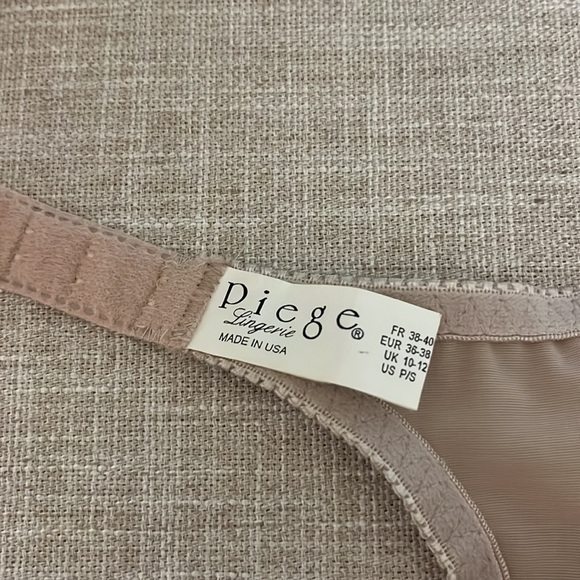 piege®
Lingerie
MADE IN USA
FR 38-40
EUR 36-38
UK 10-12
US P/S